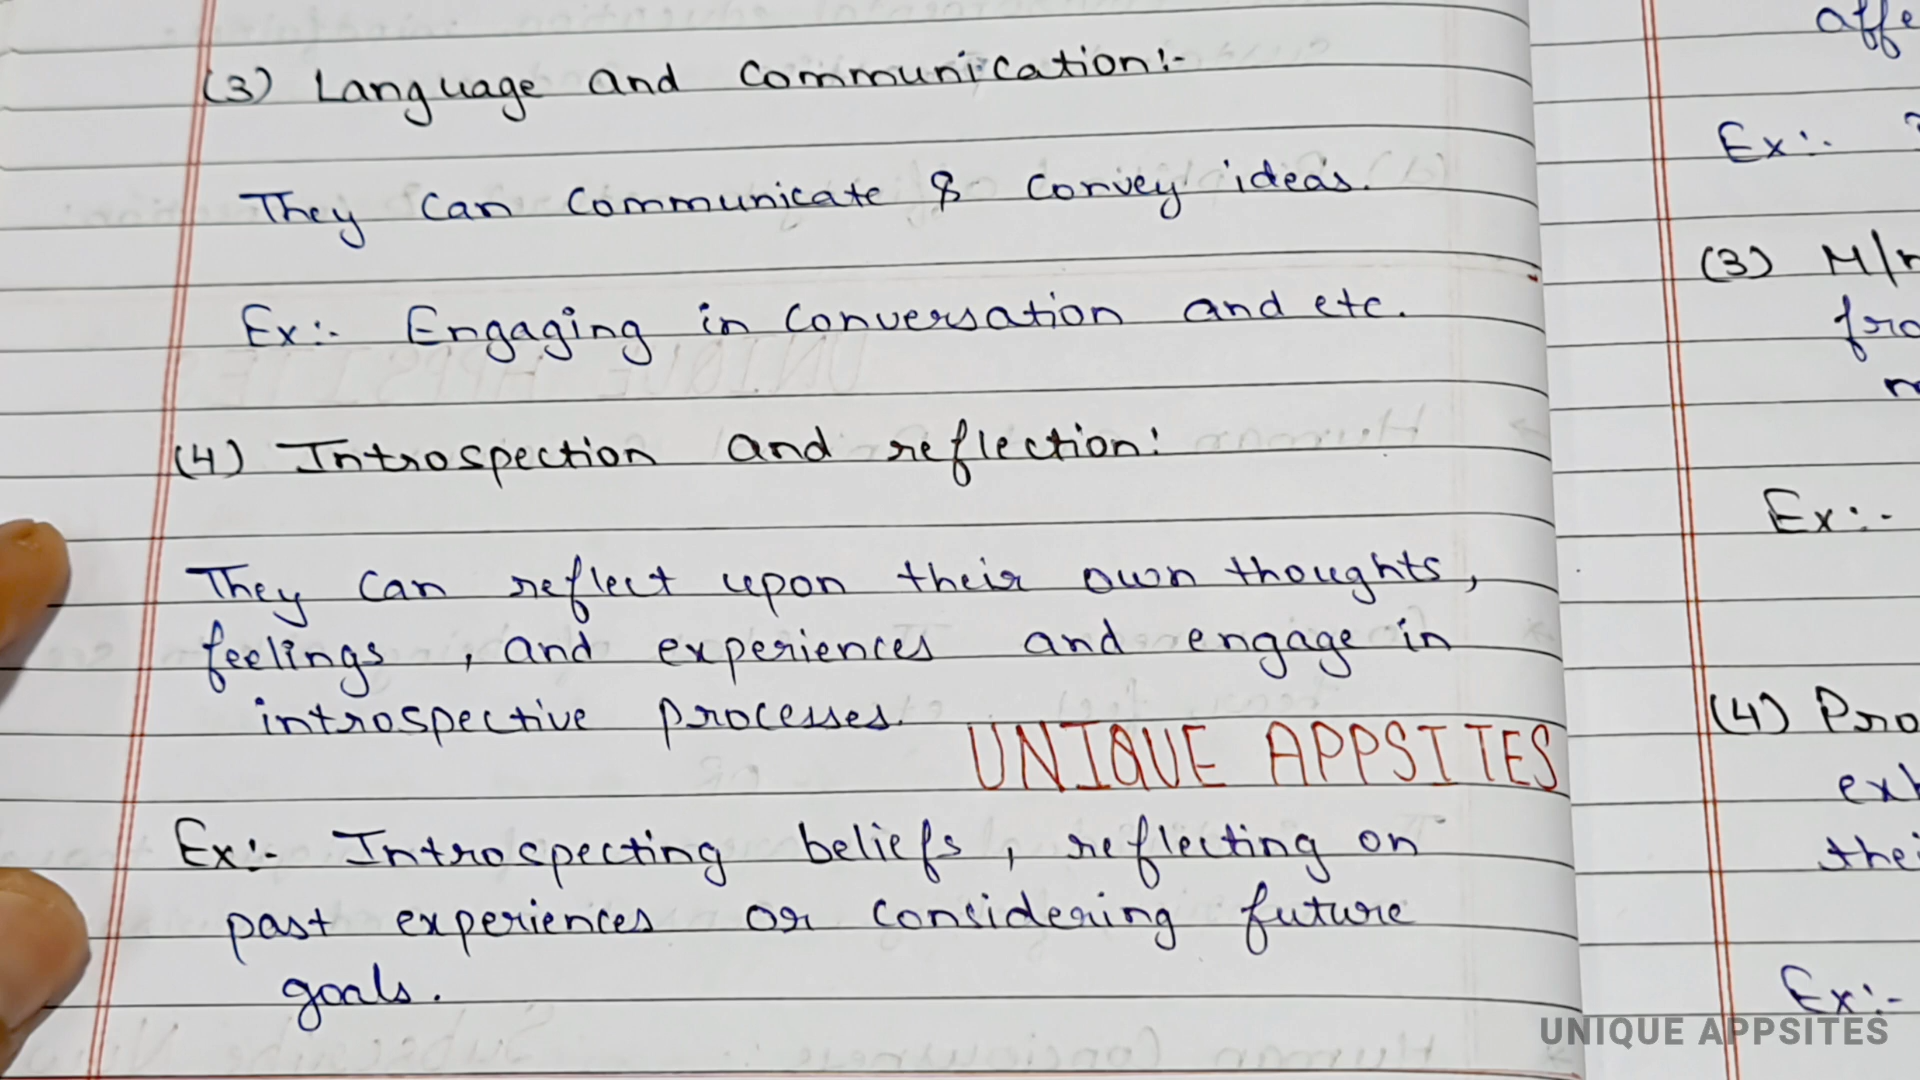 (3) Language and Communication:-
They can communicate & convey ideas.
Ex:- Engaging in conversation and etc.
(4) Introspection and reflection:
They can reflect upon their own thoughts,
feelings, and experiences and engage in
introspective processes.
UNIQUE APPSITES
Ex:- Introspecting beliefs, reflecting on
past experiences or considering future
goals.
Ex:-
(3) M/
Ex:-
(4)
Ex:-
UNIQUE APPSITES